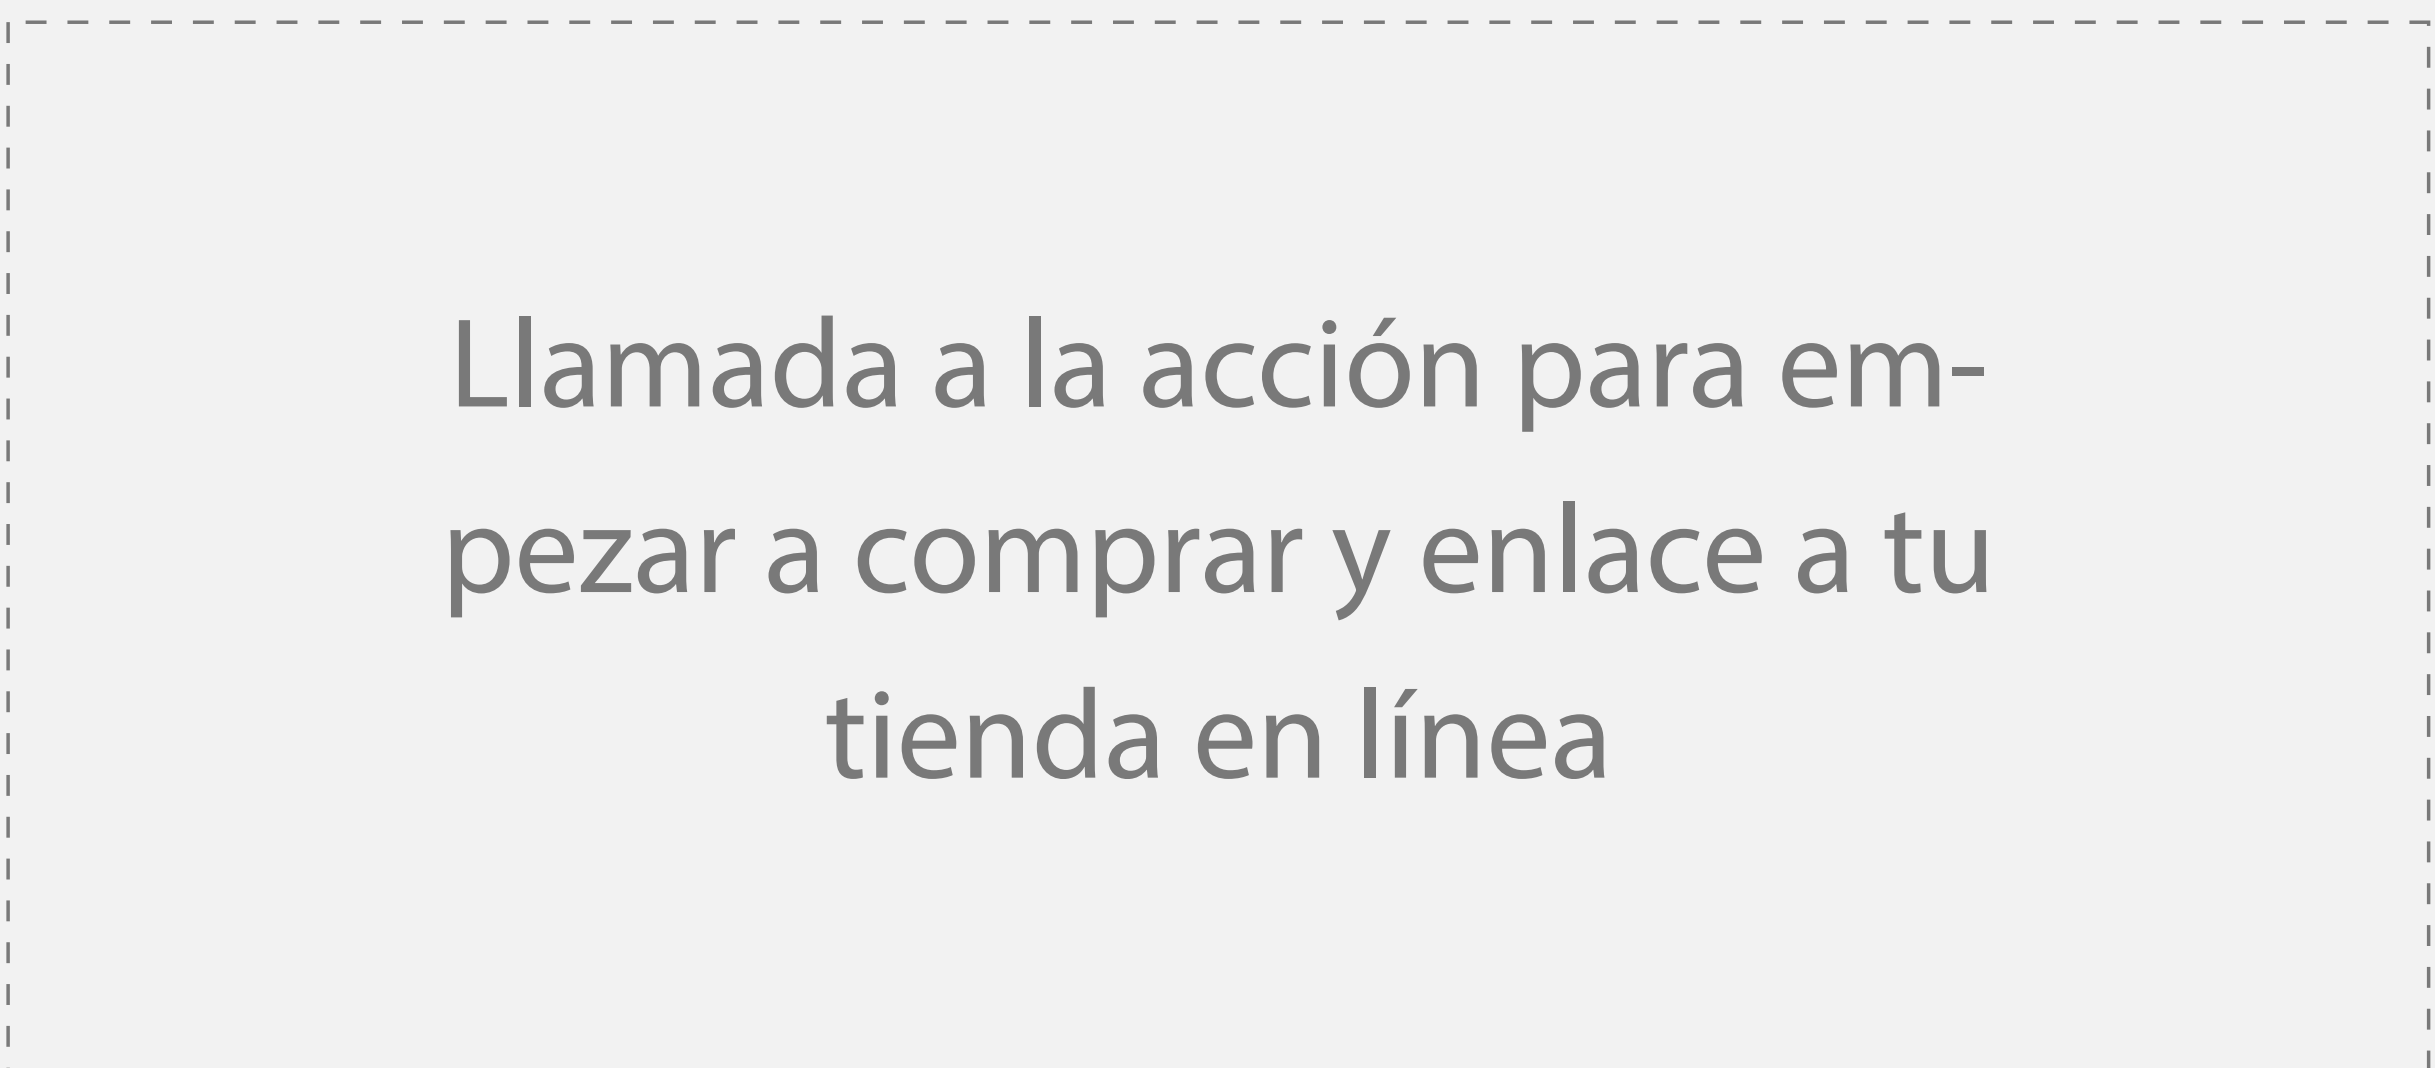 Llamada a la acción para em-
pezar a comprar y enlace a tu
tienda en línea